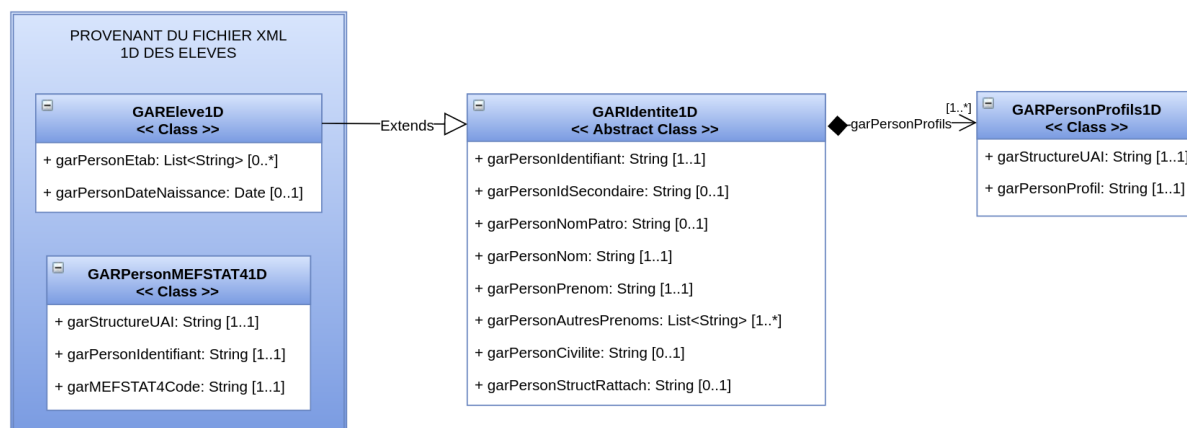 PROVENANT DU FICHIER XML
1D DES ELEVES
GAREleve1D
<< Class >>
+ garPersonEtab: List<String> [0..*]
+ garPersonDateNaissance: Date [0..1]
GARPersonMEFSTAT41D
<< Class >>
+ garStructureUAI: String [1..1]
+ garPersonIdentifiant: String [1..1]
+ garMEFSTAT4Code: String [1..1]
Extends
GARIdentite1D
<< Abstract Class >>
+ garPersonIdentifiant: String [1..1]
+ garPersonIdSecondaire: String [0..1]
+ garPersonNomPatro: String [0..1]
+ garPersonNom: String [1..1]
+ garPersonPrenom: String [1..1]
+ garPersonAutresPrenoms: List<String> [1..*]
+ garPersonCivilite: String [0..1]
+ garPersonStructRattach: String [0..1]
garPersonProfils
[1..*]
GARPersonProfils1D
<< Class >>
+ garStructureUAI: String [1..1]
+ garPersonProfil: String [1..1]